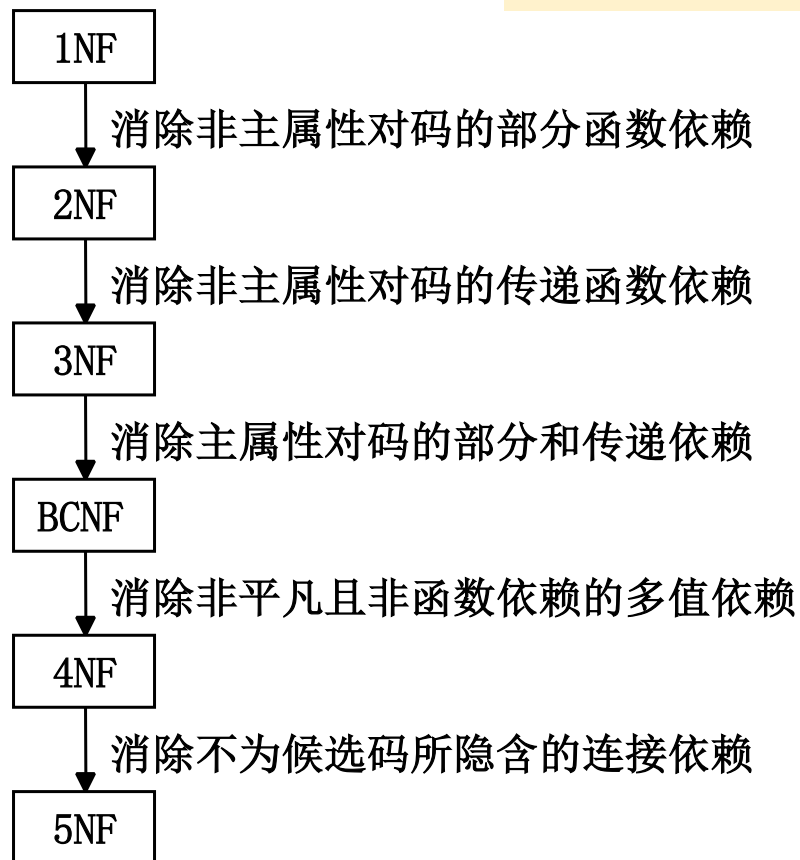 1NF
消除非主属性对码的部分函数依赖
2NF
消除非主属性对码的传递函数依赖
3NF
消除主属性对码的部分和传递依赖
BCNF
消除非平凡且非函数依赖的多值依赖
4NF
消除不为候选码所隐含的连接依赖
5NF